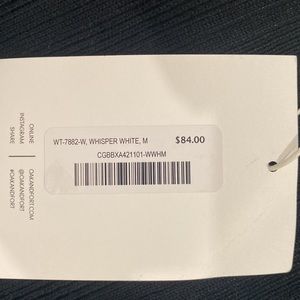 WT-7882-W, WHISPER WHITE, M
$84.00
CGBBXA421101-WWHM
ONLINE
INSTAGRAM
SHARE
OAKANDFORT.COM
@OAKANDFORT
#OAKANDFORT